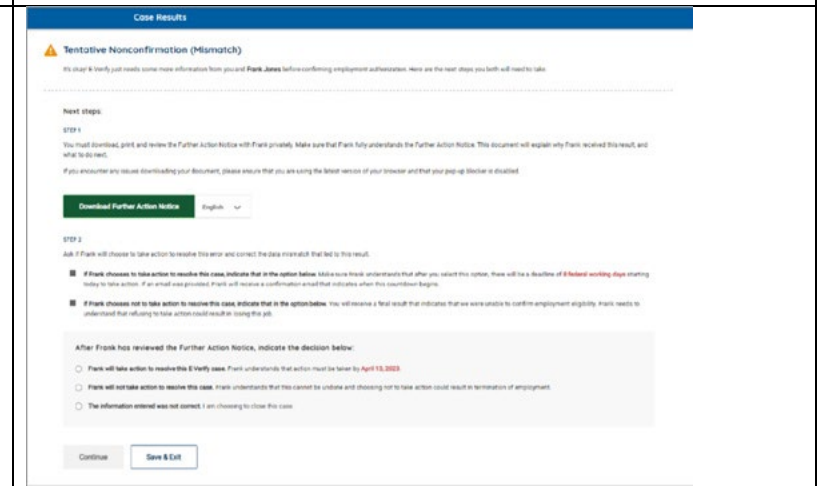 Case Results
Tentative Nonconfirmation (Mismatch)
It's okay! E-Verify just needs some more information from you and Frank Jones before confirming employment authorization. Here are the next steps you both will need to take.
Next steps:
STEP 1
You must download, print and review the Further Action Notice with Frank privately. Make sure that Frank fully understands the Further Action Notice. This document will explain why Frank received this result, and
what to do next.
If you encounter any issues downloading your document, please ensure that you are using the latest version of your browser and that your pop-up blocker is disabled.
Download Further Action Notice English
STEP 2
Ask if Frank will choose to take action to resolve this error and correct the data mismatch that led to this result.
If Frank chooses to take action to resolve this case, indicate that in the option below. Make sure Frank understands that after you select this option, there will be a deadline of 8 federal working days starting
today to take action. If an email was provided, Frank will receive a confirmation email that indicates when this countdown begins.
If Frank chooses not to take action to resolve this case, indicate that in the option below. You will receive a final result that indicates that we were unable to confirm employment eligibility. Frank needs to
understand that refusing to take action could result in losing this job.
After Frank has reviewed the Further Action Notice, indicate the decision below:
Frank will take action to resolve this E-Verify case. Frank understands that action must be taken by April 13, 2023.
Frank will not take action to resolve this case. Frank understands that this cannot be undone and choosing not to take action could result in termination of employment.
The information entered was not correct. I am choosing to close this case.
Continue Save & Exit